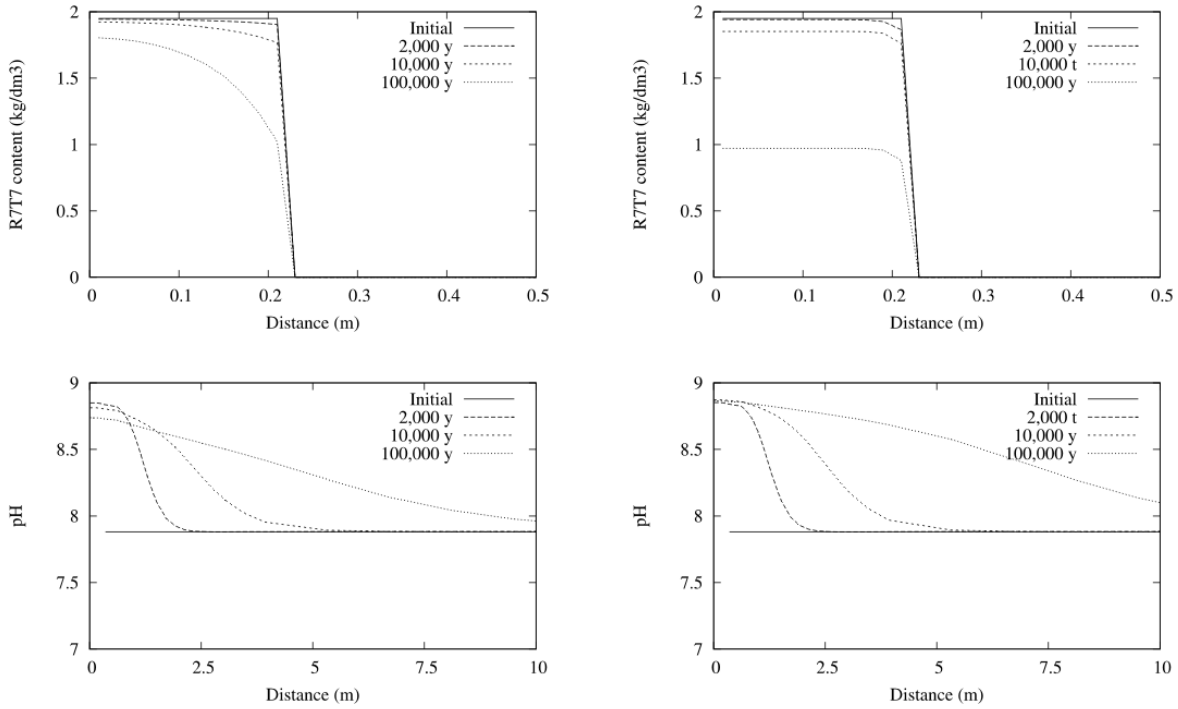 R7T7 content (kg/dm3)
2
1.5
1
0.5
0
0
0.1
0.2
0.3
0.4
0.5
Distance (m)
Initial
2,000 y
10,000 y
100,000 y
R7T7 content (kg/dm3)
2
1.5
1
0.5
0
0
0.1
0.2
0.3
0.4
0.5
Distance (m)
Initial
2,000 y
10,000 t
100,000 y
pH
9
8.5
8
7.5
7
0
2.5
5
7.5
10
Distance (m)
Initial
2,000 y
10,000 y
100,000 y
pH
9
8.5
8
7.5
7
0
2.5
5
7.5
10
Distance (m)
Initial
2,000 t
10,000 y
100,000 y